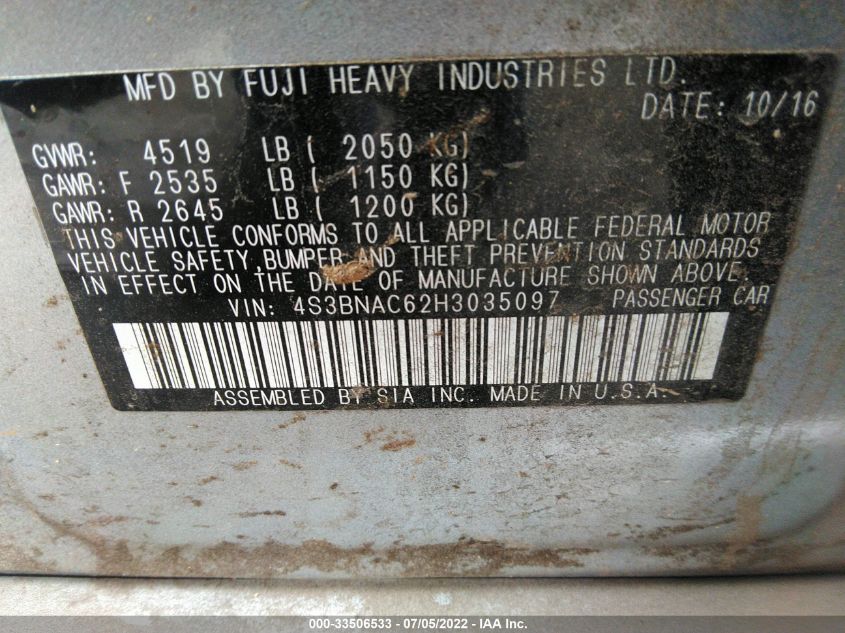 MFD BY FUJI HEAVY INDUSTRIES LTD.
DATE: 10/16
GVWR: 4519 LB ( 2050 KG)
GAWR: F 2535 LB ( 1150 KG)
GAWR: R 2645 LB ( 1200 KG)
THIS VEHICLE CONFORMS TO ALL APPLICABLE FEDERAL MOTOR
VEHICLE SAFETY,BUMPER AND THEFT PREVENTION STANDARDS
IN EFFECT ON THE DATE OF MANUFACTURE SHOWN ABOVE.
VIN: 4S3BNAC62H3035097 PASSENGER CAR
ASSEMBLED BY SIA INC. MADE IN U.S.A.
000-33506533 - 07/05/2022 - IAA Inc.